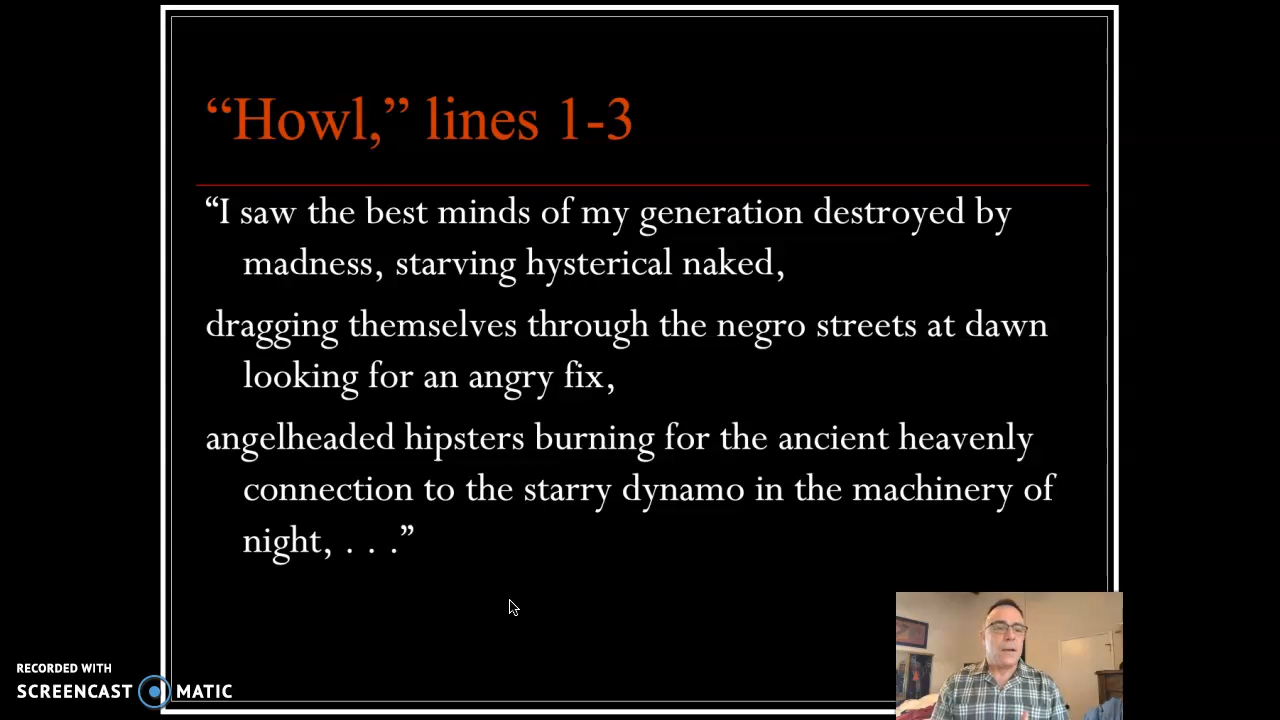 “Howl,” lines 1-3
“I saw the best minds of my generation destroyed by
madness, starving hysterical naked,
dragging themselves through the negro streets at dawn
looking for an angry fix,
angelheaded hipsters burning for the ancient heavenly
connection to the starry dynamo in the machinery of
night, . . .”
RECORDED WITH
SCREENCAST MATIC